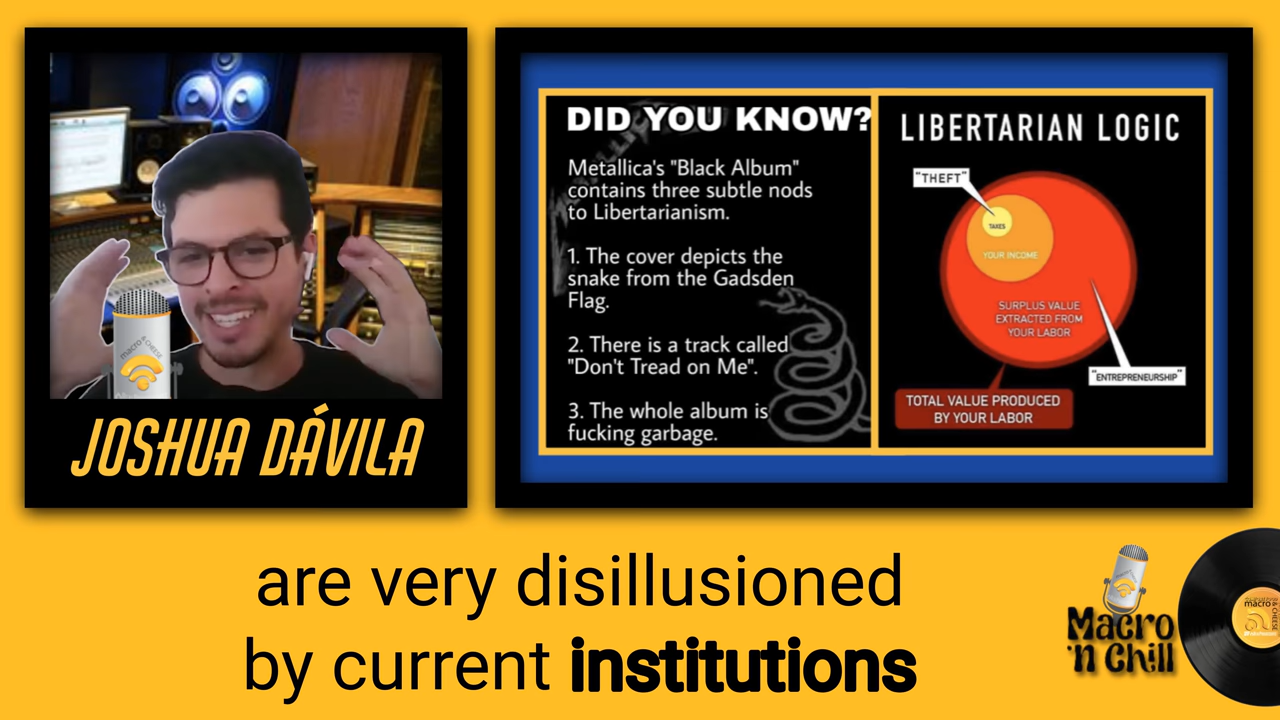 macro N CHEESE
JOSHUA DÁVILA
DID YOU KNOW?
Metallica's "Black Album"
contains three subtle nods
to Libertarianism.
1. The cover depicts the
snake from the Gadsden
Flag.
2. There is a track called
"Don't Tread on Me".
3. The whole album is
fucking garbage.
LIBERTARIAN LOGIC
"THEFT"
TAXES
YOUR INCOME
SURPLUS VALUE
EXTRACTED FROM
YOUR LABOR
"ENTREPRENEURSHIP"
TOTAL VALUE PRODUCED
BY YOUR LABOR
are very disillusioned
by current institutions
Macro
'N Chill
macro